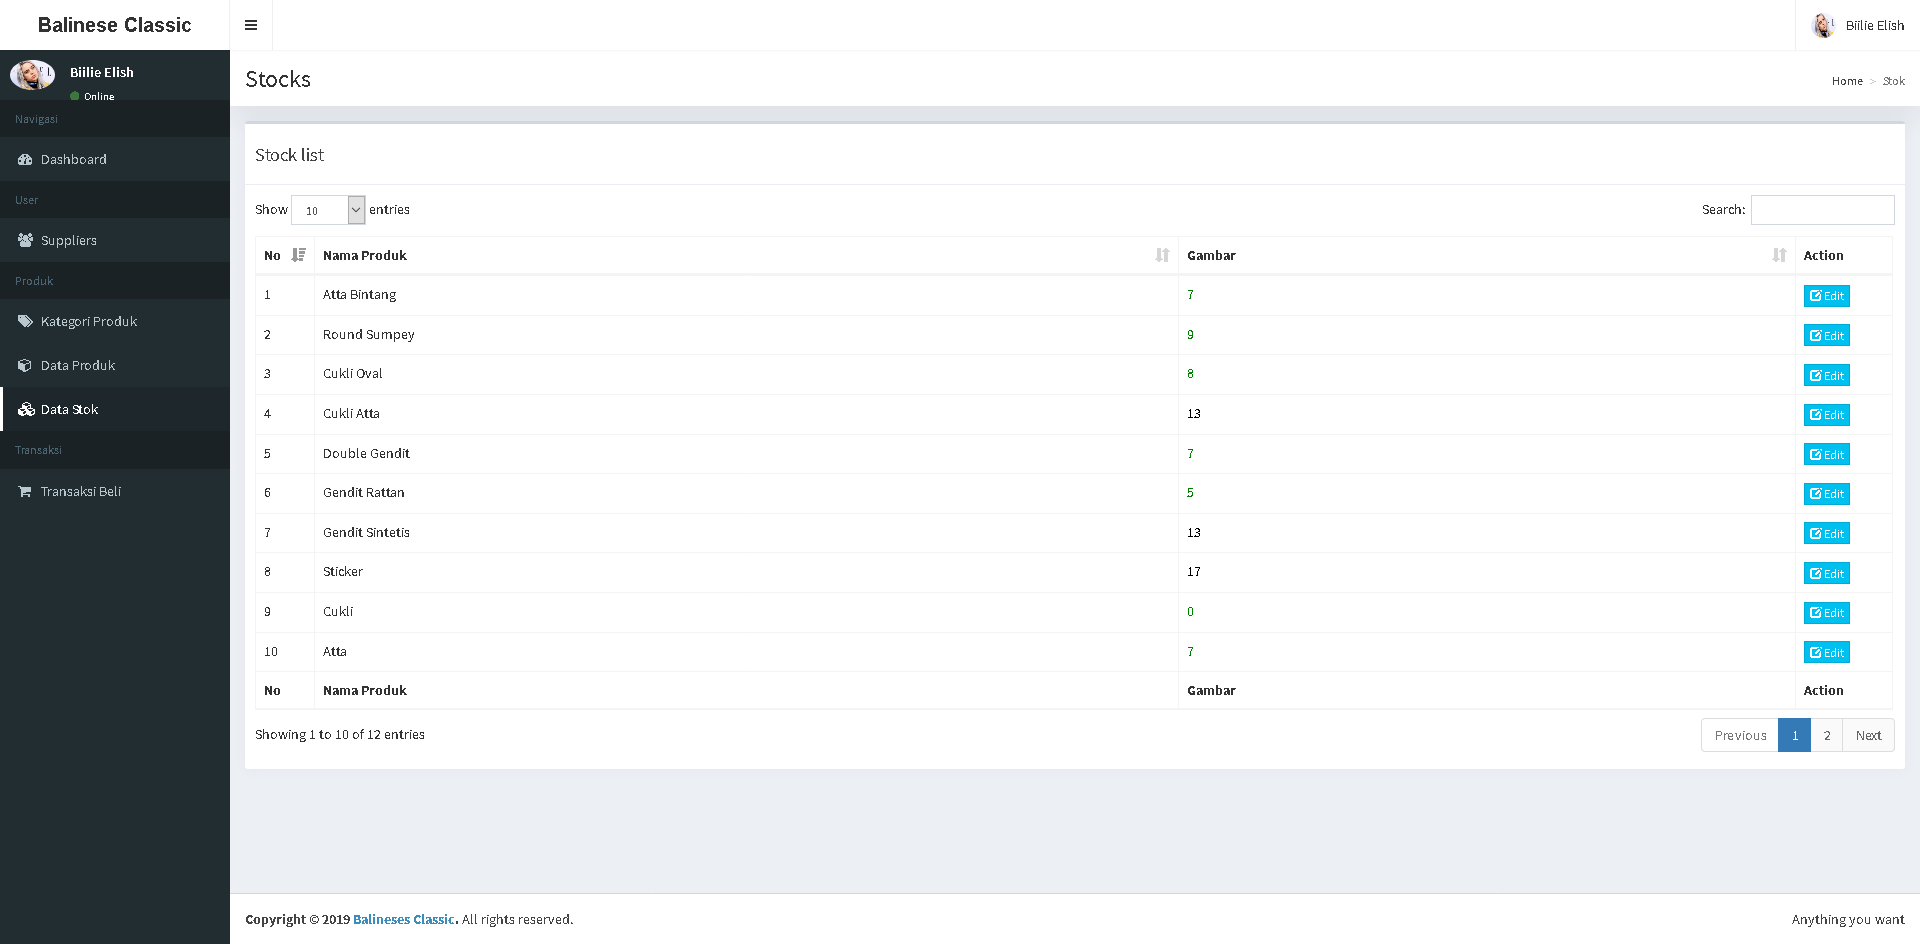 Balinese Classic
Biilie Elish
Biilie Elish
Online
Navigasi
Dashboard
User
Suppliers
Produk
Kategori Produk
Data Produk
Data Stok
Transaksi
Transaksi Beli
Stocks
Home > Stok
Stock list
Show 10 entries
Search:
No Nama Produk Gambar Action
1 Atta Bintang 7 Edit
2 Round Sumpey 9 Edit
3 Cukli Oval 8 Edit
4 Cukli Atta 13 Edit
5 Double Gendit 7 Edit
6 Gendit Rattan 5 Edit
7 Gendit Sintetis 13 Edit
8 Sticker 17 Edit
9 Cukli 0 Edit
10 Atta 7 Edit
No Nama Produk Gambar Action
Showing 1 to 10 of 12 entries
Previous 1 2 Next
Copyright © 2019 Balineses Classic. All rights reserved.
Anything you want